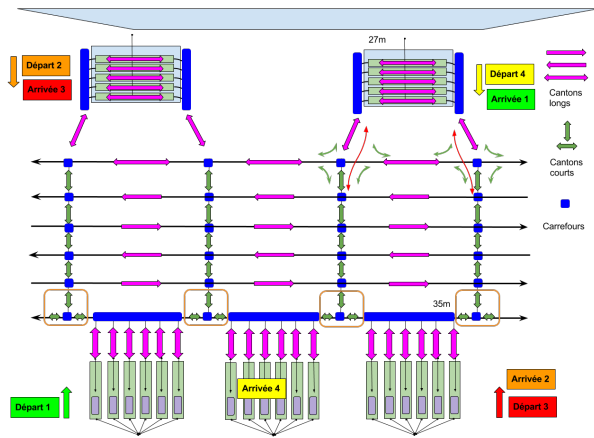 27m
Départ 2
Arrivée 3
Départ 4
Arrivée 1
Cantons
longs
Cantons
courts
Carrefours
35m
Départ 1
Arrivée 4
Arrivée 2
Départ 3